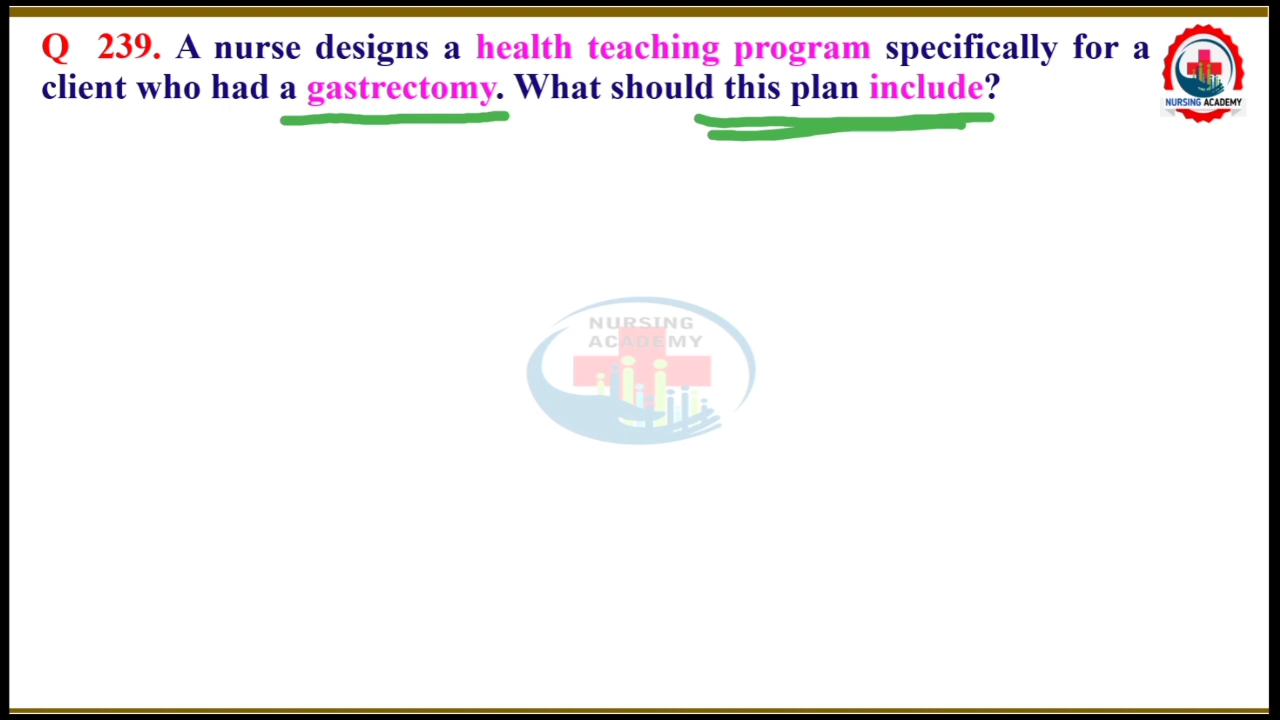 Q 239. A nurse designs a health teaching program specifically for a
client who had a gastrectomy. What should this plan include?
NURSING ACADEMY
NURSING
ACADEMY